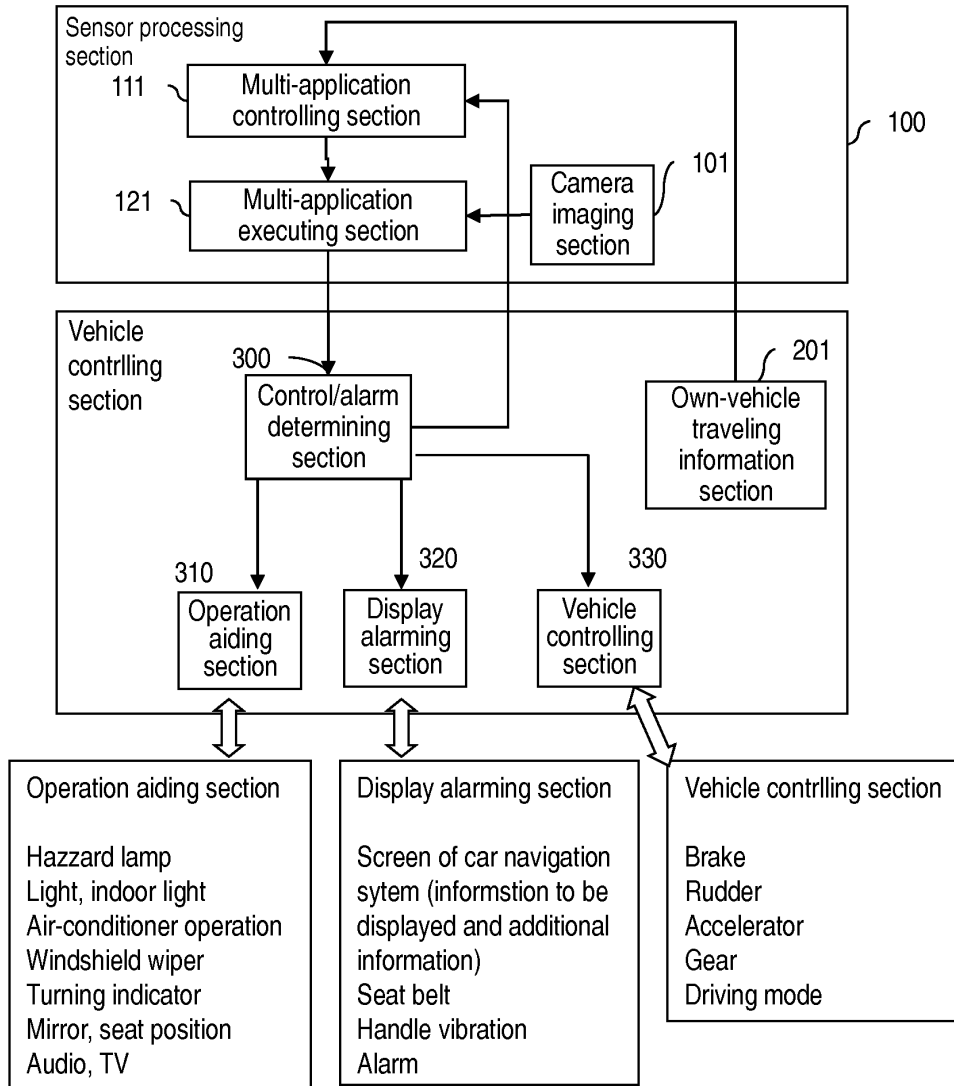 Sensor processing
section
111
Multi-application
controlling section
100
121
Multi-application
executing section
101
Camera
imaging
section
Vehicle
contrlling
section
300
Control/alarm
determining
section
201
Own-vehicle
traveling
information
section
310
Operation
aiding
section
320
Display
alarming
section
330
Vehicle
controlling
section
Operation aiding section
Hazzard lamp
Light, indoor light
Air-conditioner operation
Windshield wiper
Turning indicator
Mirror, seat position
Audio, TV
Display alarming section
Screen of car navigation
sytem (informstion to be
displayed and additional
information)
Seat belt
Handle vibration
Alarm
Vehicle contrlling section
Brake
Rudder
Accelerator
Gear
Driving mode